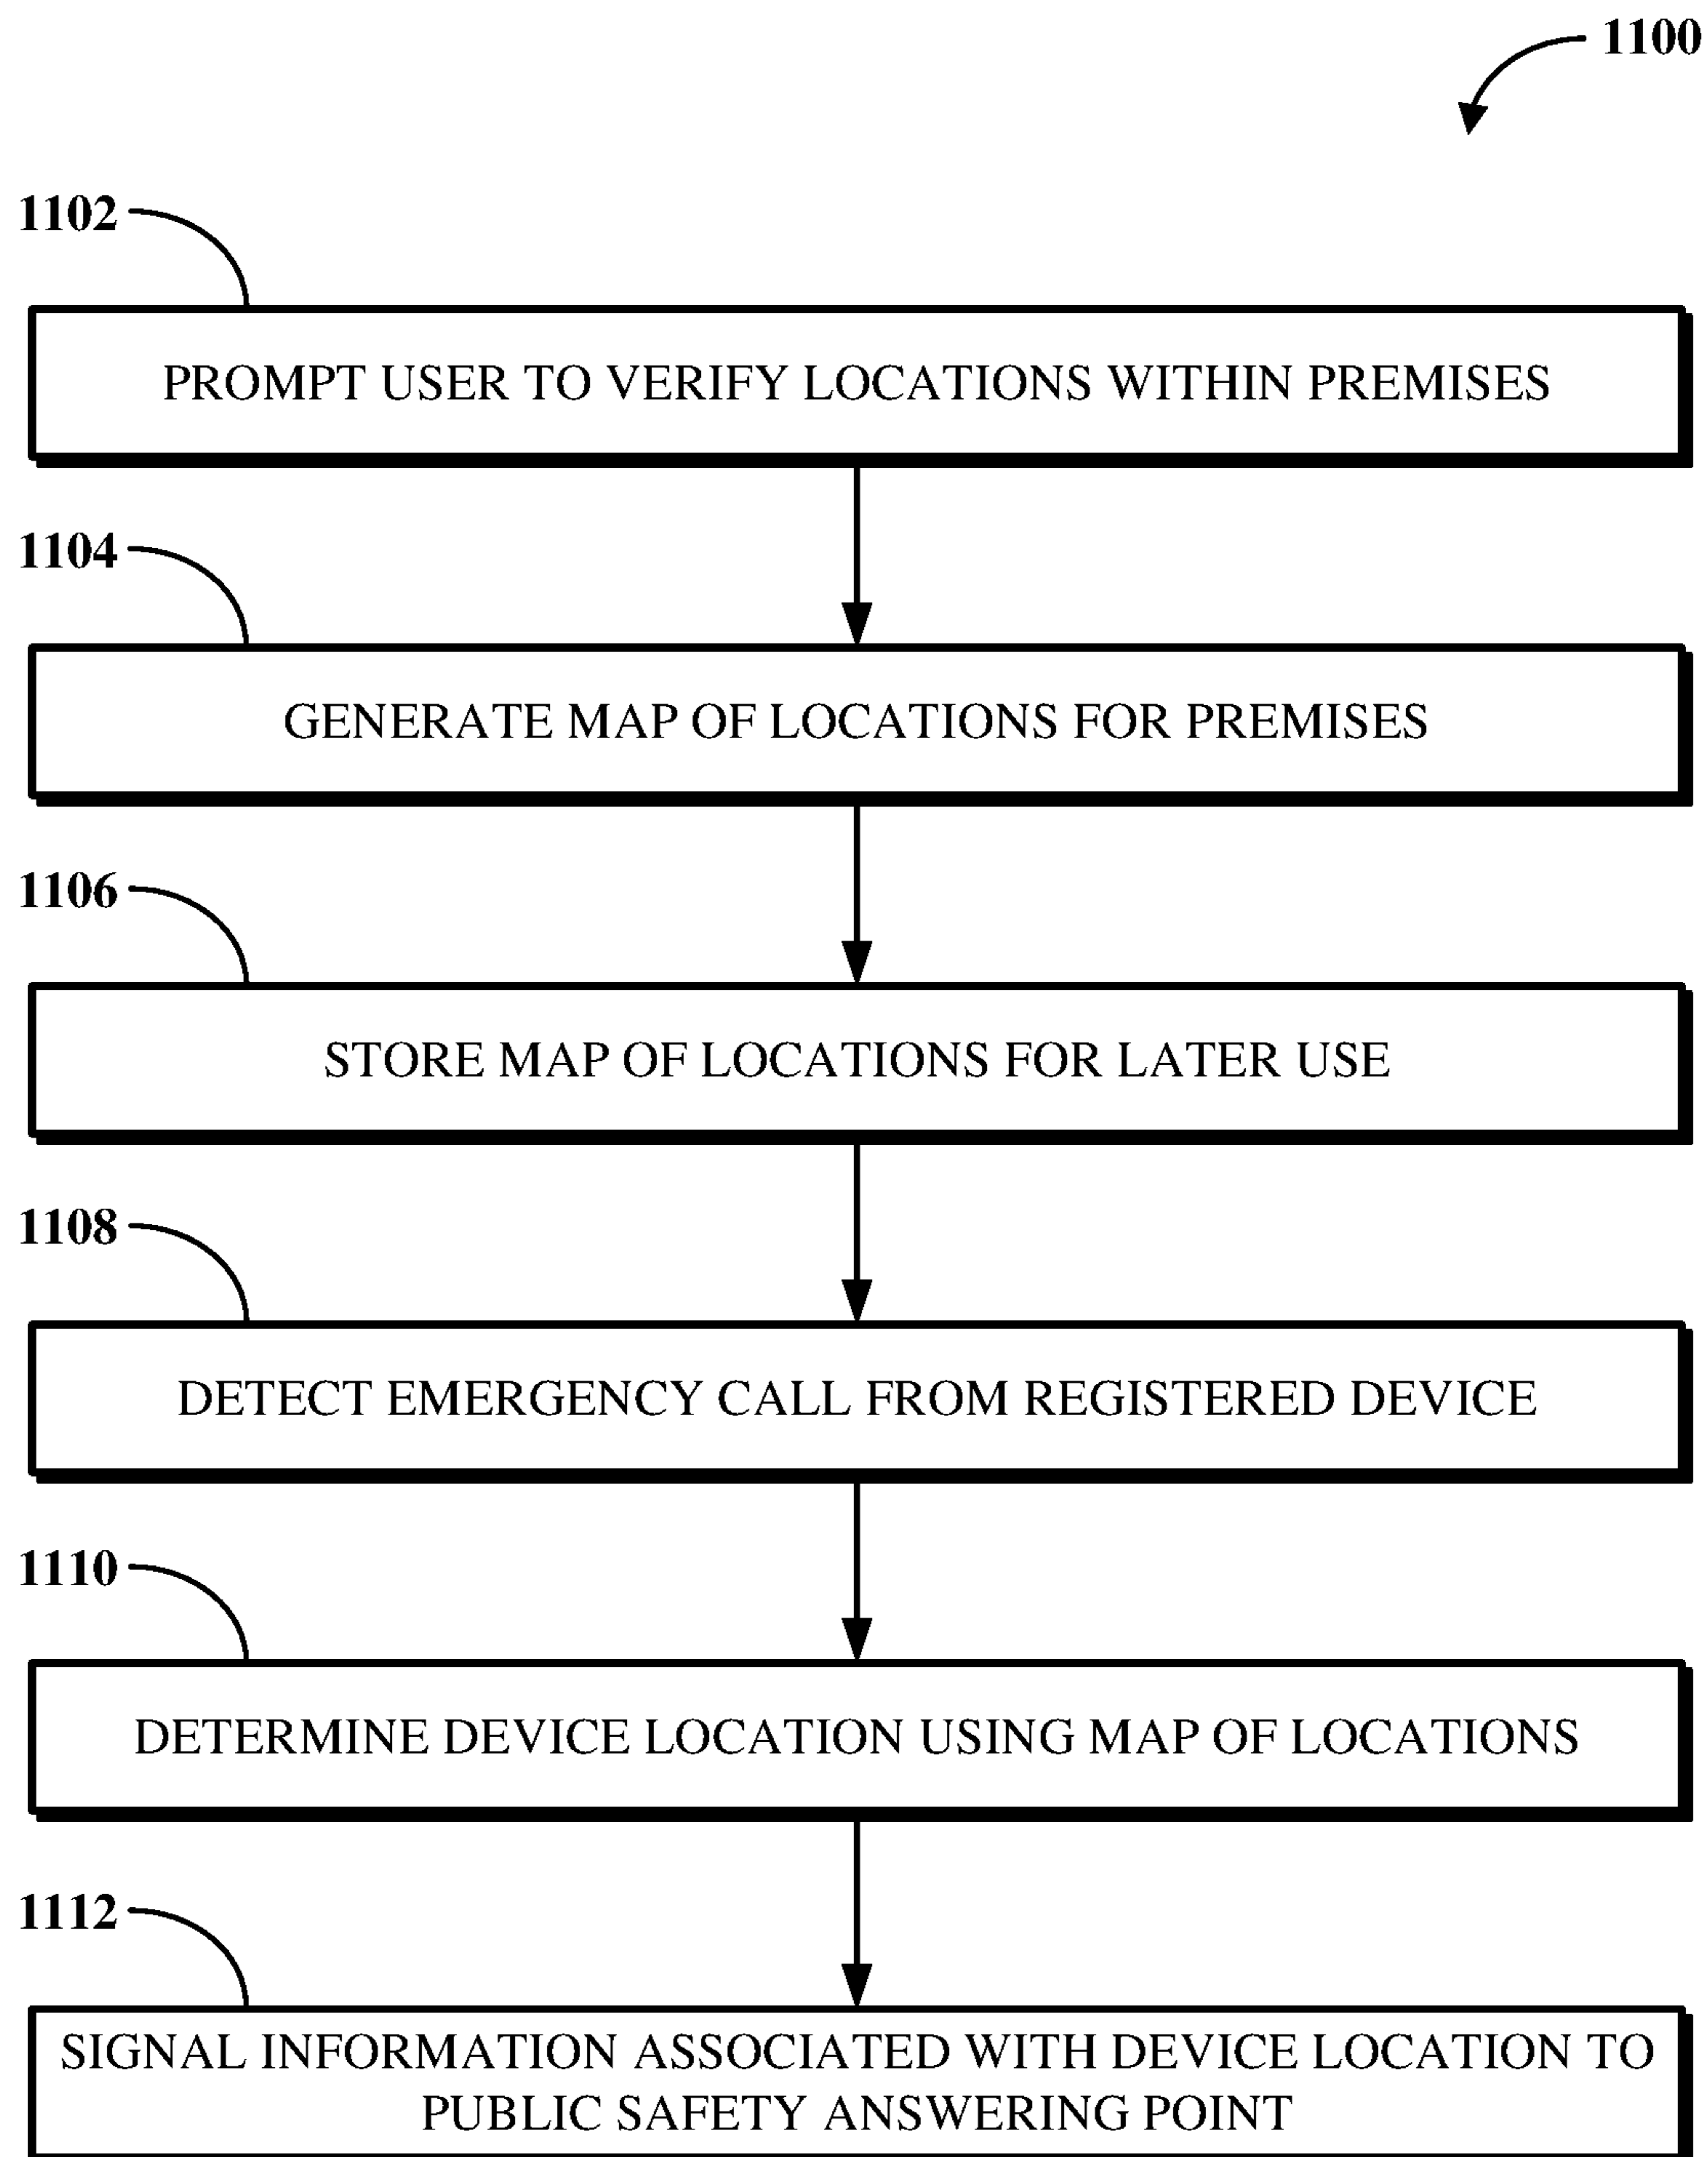 1100
1102
PROMPT USER TO VERIFY LOCATIONS WITHIN PREMISES
1104
GENERATE MAP OF LOCATIONS FOR PREMISES
1106
STORE MAP OF LOCATIONS FOR LATER USE
1108
DETECT EMERGENCY CALL FROM REGISTERED DEVICE
1110
DETERMINE DEVICE LOCATION USING MAP OF LOCATIONS
1112
SIGNAL INFORMATION ASSOCIATED WITH DEVICE LOCATION TO
PUBLIC SAFETY ANSWERING POINT